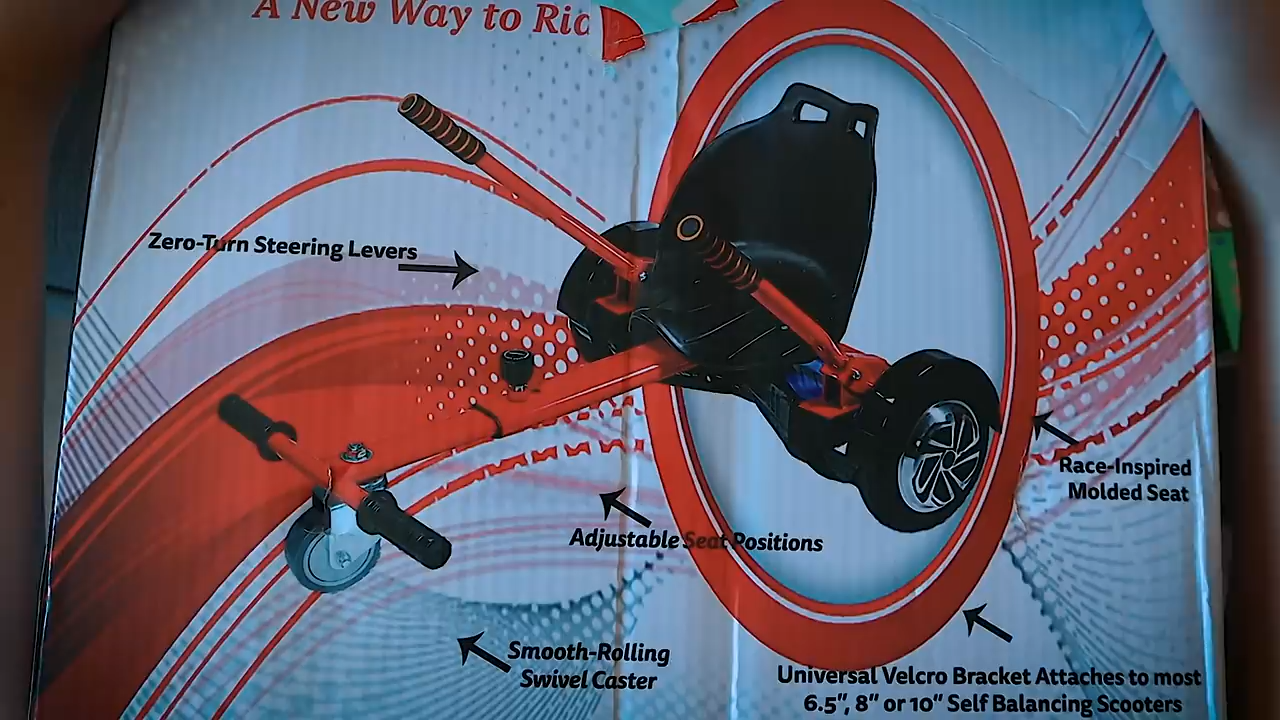 A New Way to Rid
Zero-Turn Steering Levers
Race-Inspired
Molded Seat
Adjustable Seat Positions
Smooth-Rolling
Swivel Caster
Universal Velcro Bracket Attaches to most
6.5", 8" or 10" Self Balancing Scooters